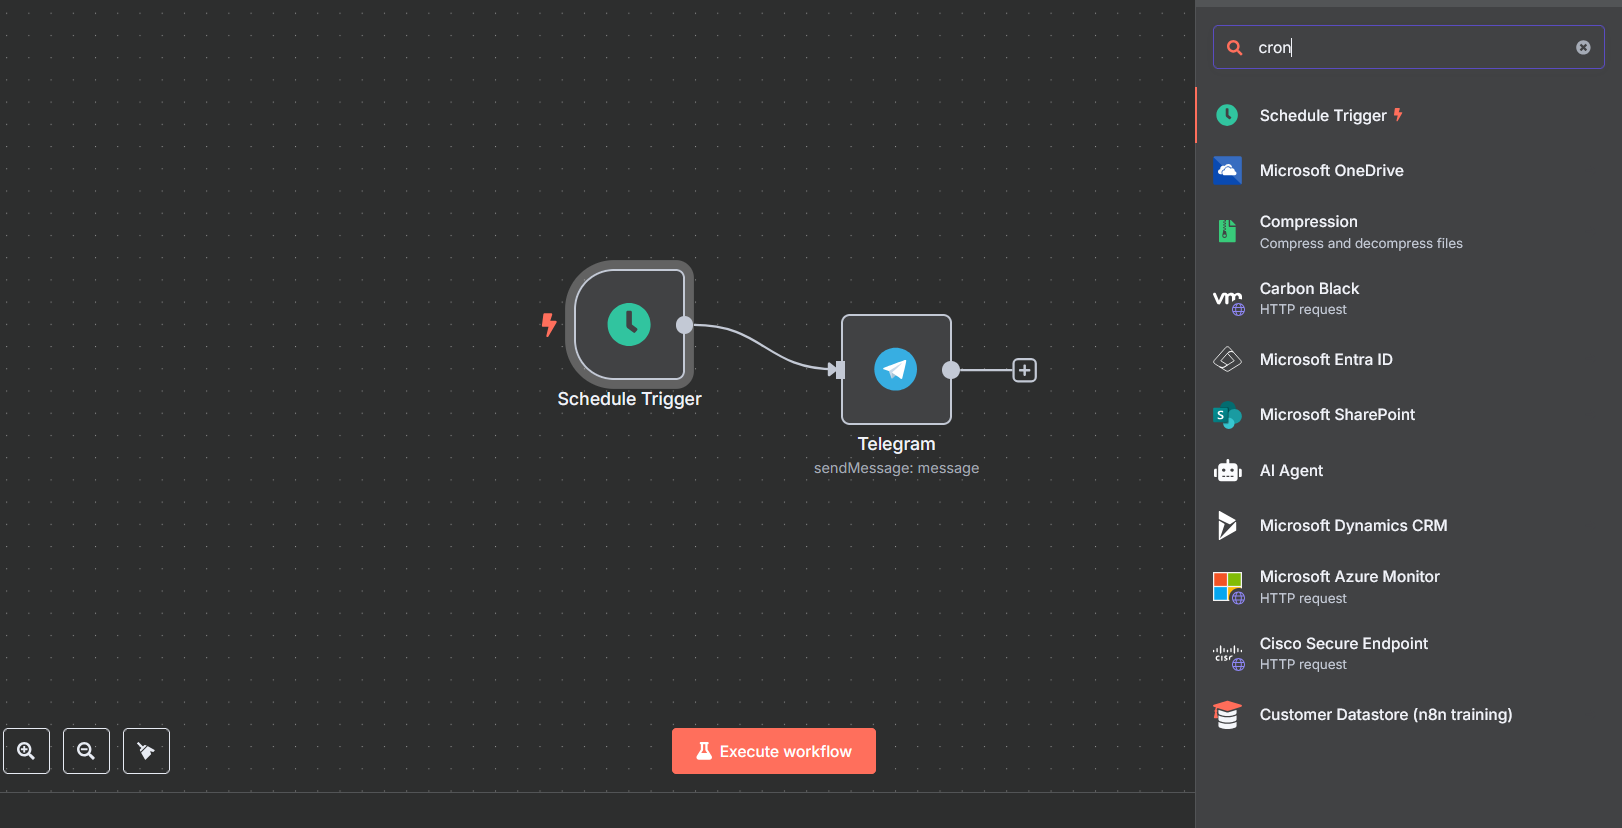 cron
Schedule Trigger
Microsoft OneDrive
Compression
Compress and decompress files
vm
Carbon Black
HTTP request
Microsoft Entra ID
S
Microsoft SharePoint
AI Agent
Microsoft Dynamics CRM
Microsoft Azure Monitor
HTTP request
CISC
Cisco Secure Endpoint
HTTP request
Customer Datastore (n8n training)
Schedule Trigger
Telegram
sendMessage: message
Execute workflow